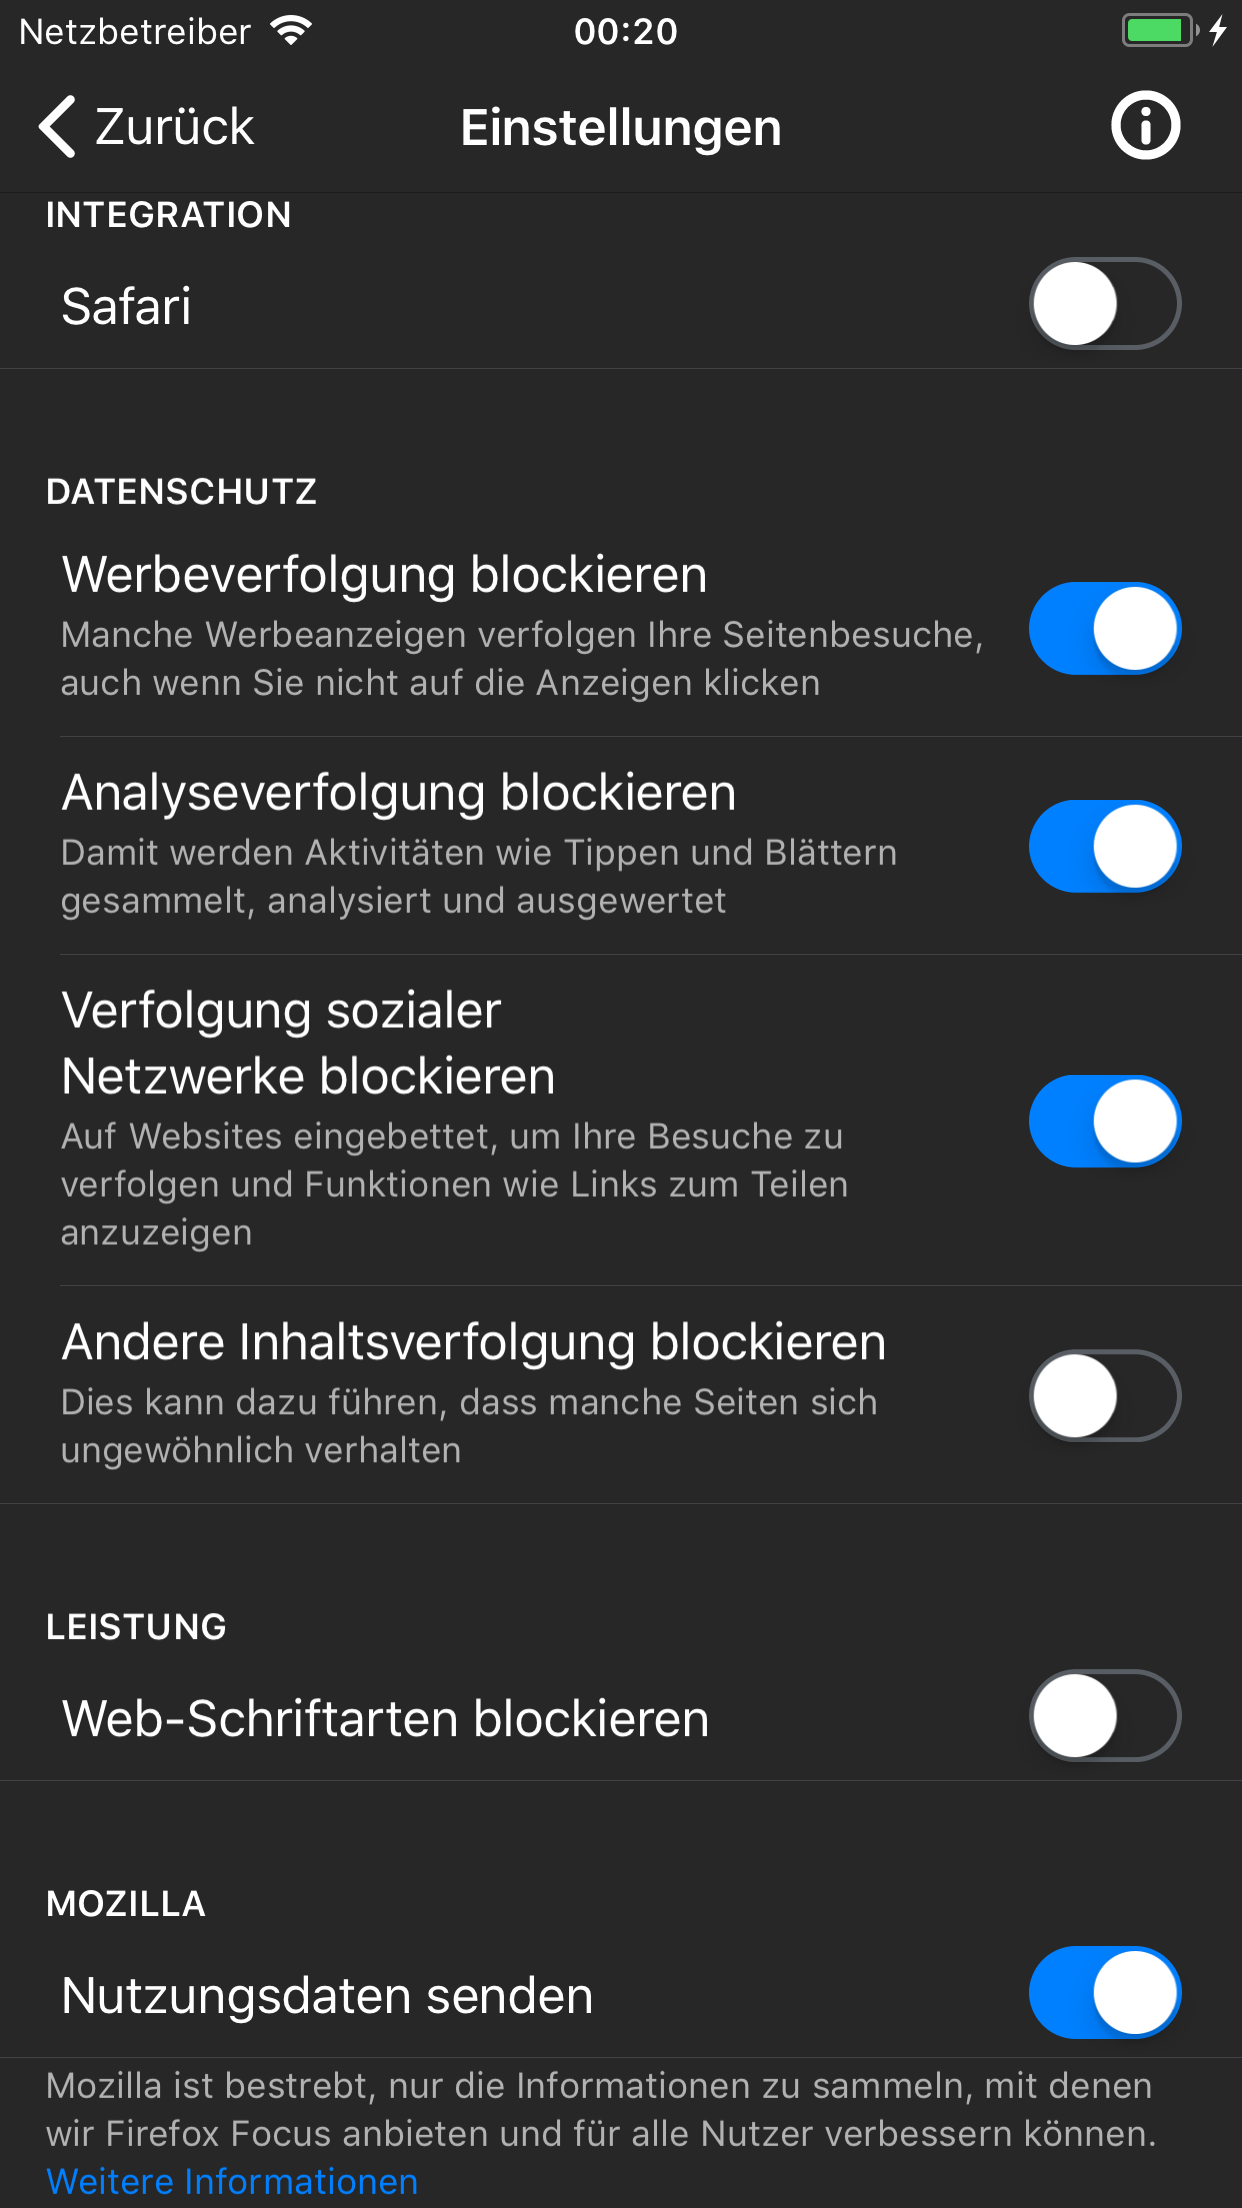 Netzbetreiber 00:20
Zurück Einstellungen
INTEGRATION
Safari
DATENSCHUTZ
Werbeverfolgung blockieren
Manche Werbeanzeigen verfolgen Ihre Seitenbesuche,
auch wenn Sie nicht auf die Anzeigen klicken
Analyseverfolgung blockieren
Damit werden Aktivitäten wie Tippen und Blättern
gesammelt, analysiert und ausgewertet
Verfolgung sozialer
Netzwerke blockieren
Auf Websites eingebettet, um Ihre Besuche zu
verfolgen und Funktionen wie Links zum Teilen
anzuzeigen
Andere Inhaltsverfolgung blockieren
Dies kann dazu führen, dass manche Seiten sich
ungewöhnlich verhalten
LEISTUNG
Web-Schriftarten blockieren
MOZILLA
Nutzungsdaten senden
Mozilla ist bestrebt, nur die Informationen zu sammeln, mit denen
wir Firefox Focus anbieten und für alle Nutzer verbessern können.
Weitere Informationen